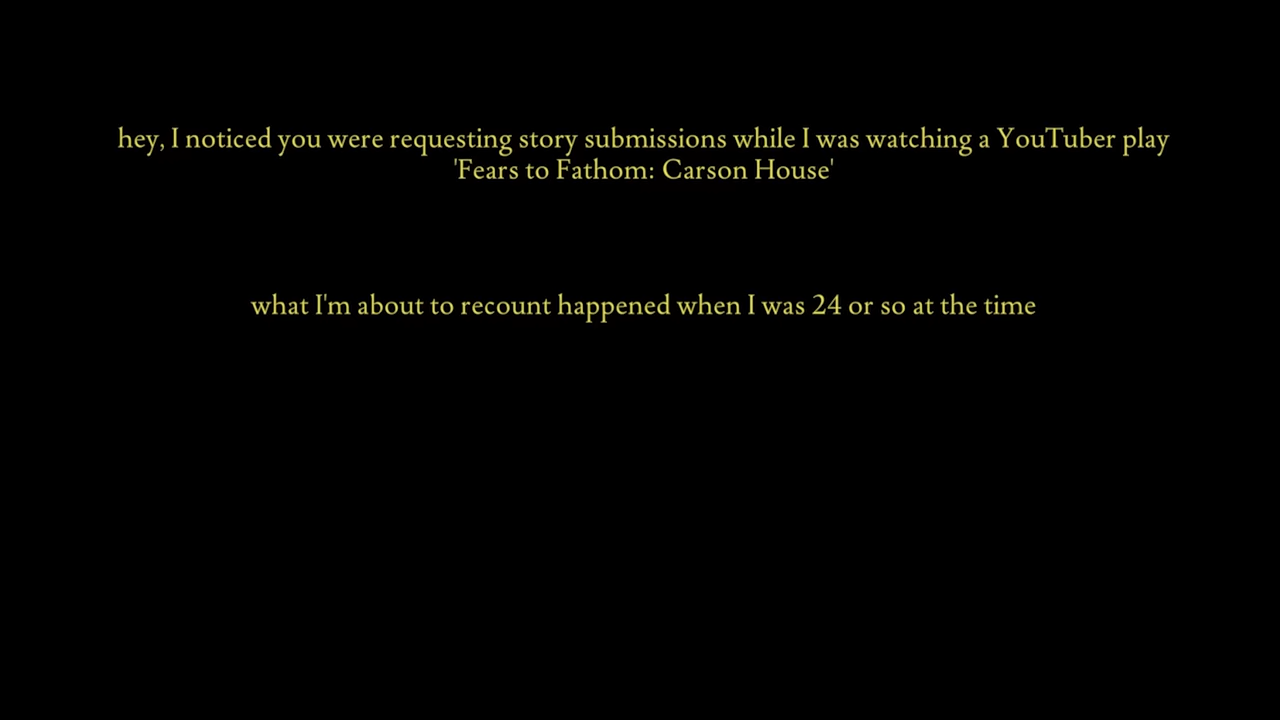 hey, I noticed you were requesting story submissions while I was watching a YouTuber play
'Fears to Fathom: Carson House'
what I'm about to recount happened when I was 24 or so at the time